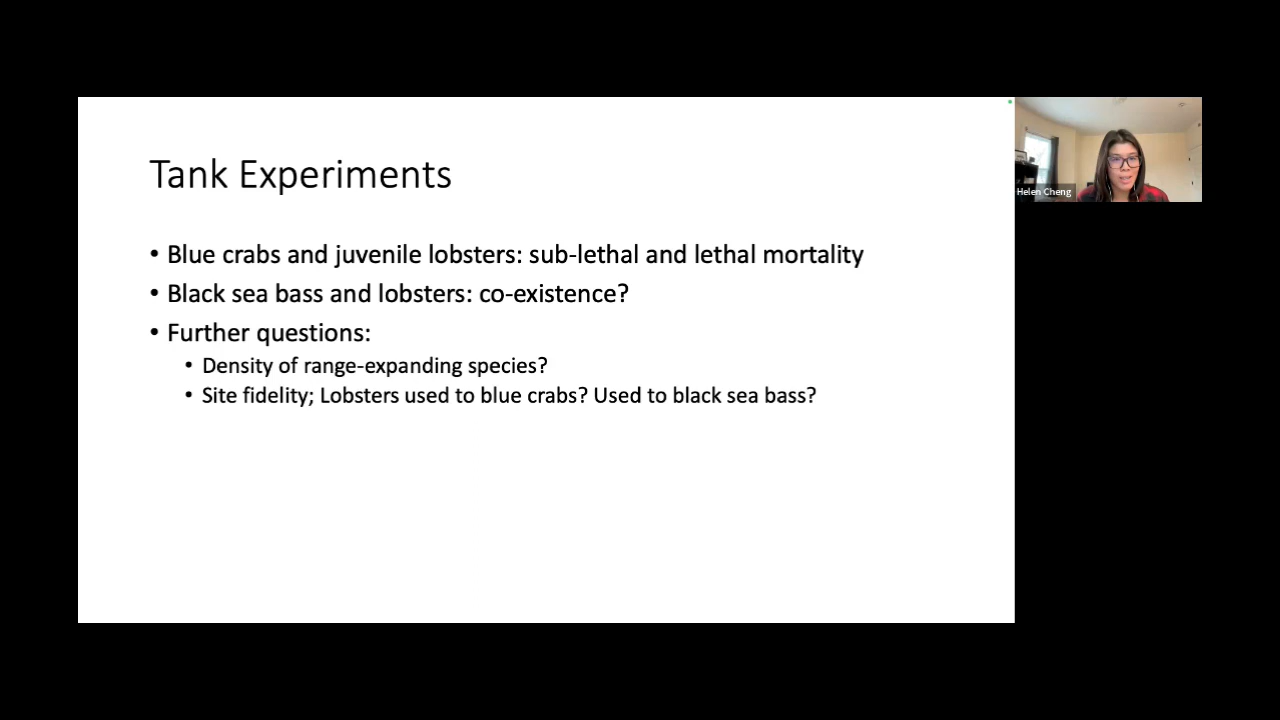 Tank Experiments
• Blue crabs and juvenile lobsters: sub-lethal and lethal mortality
• Black sea bass and lobsters: co-existence?
• Further questions:
• Density of range-expanding species?
• Site fidelity; Lobsters used to blue crabs? Used to black sea bass?
Helen Cheng